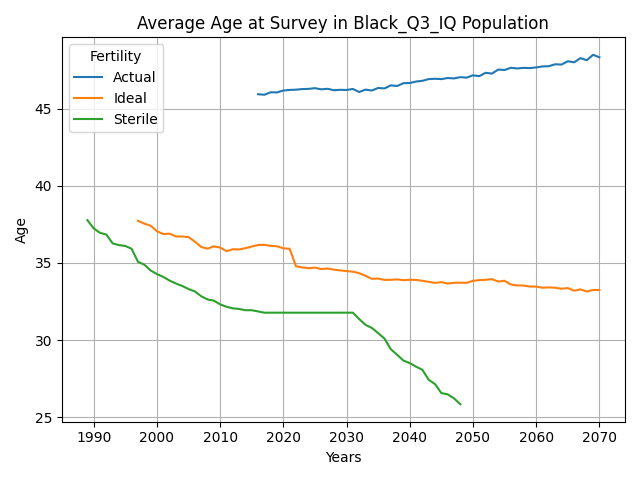 Average Age at Survey in Black_Q3_IQ Population
Fertility
Actual
Ideal
Sterile
Age
45
40
35
30
25
1990 2000 2010 2020 2030 2040 2050 2060 2070
Years